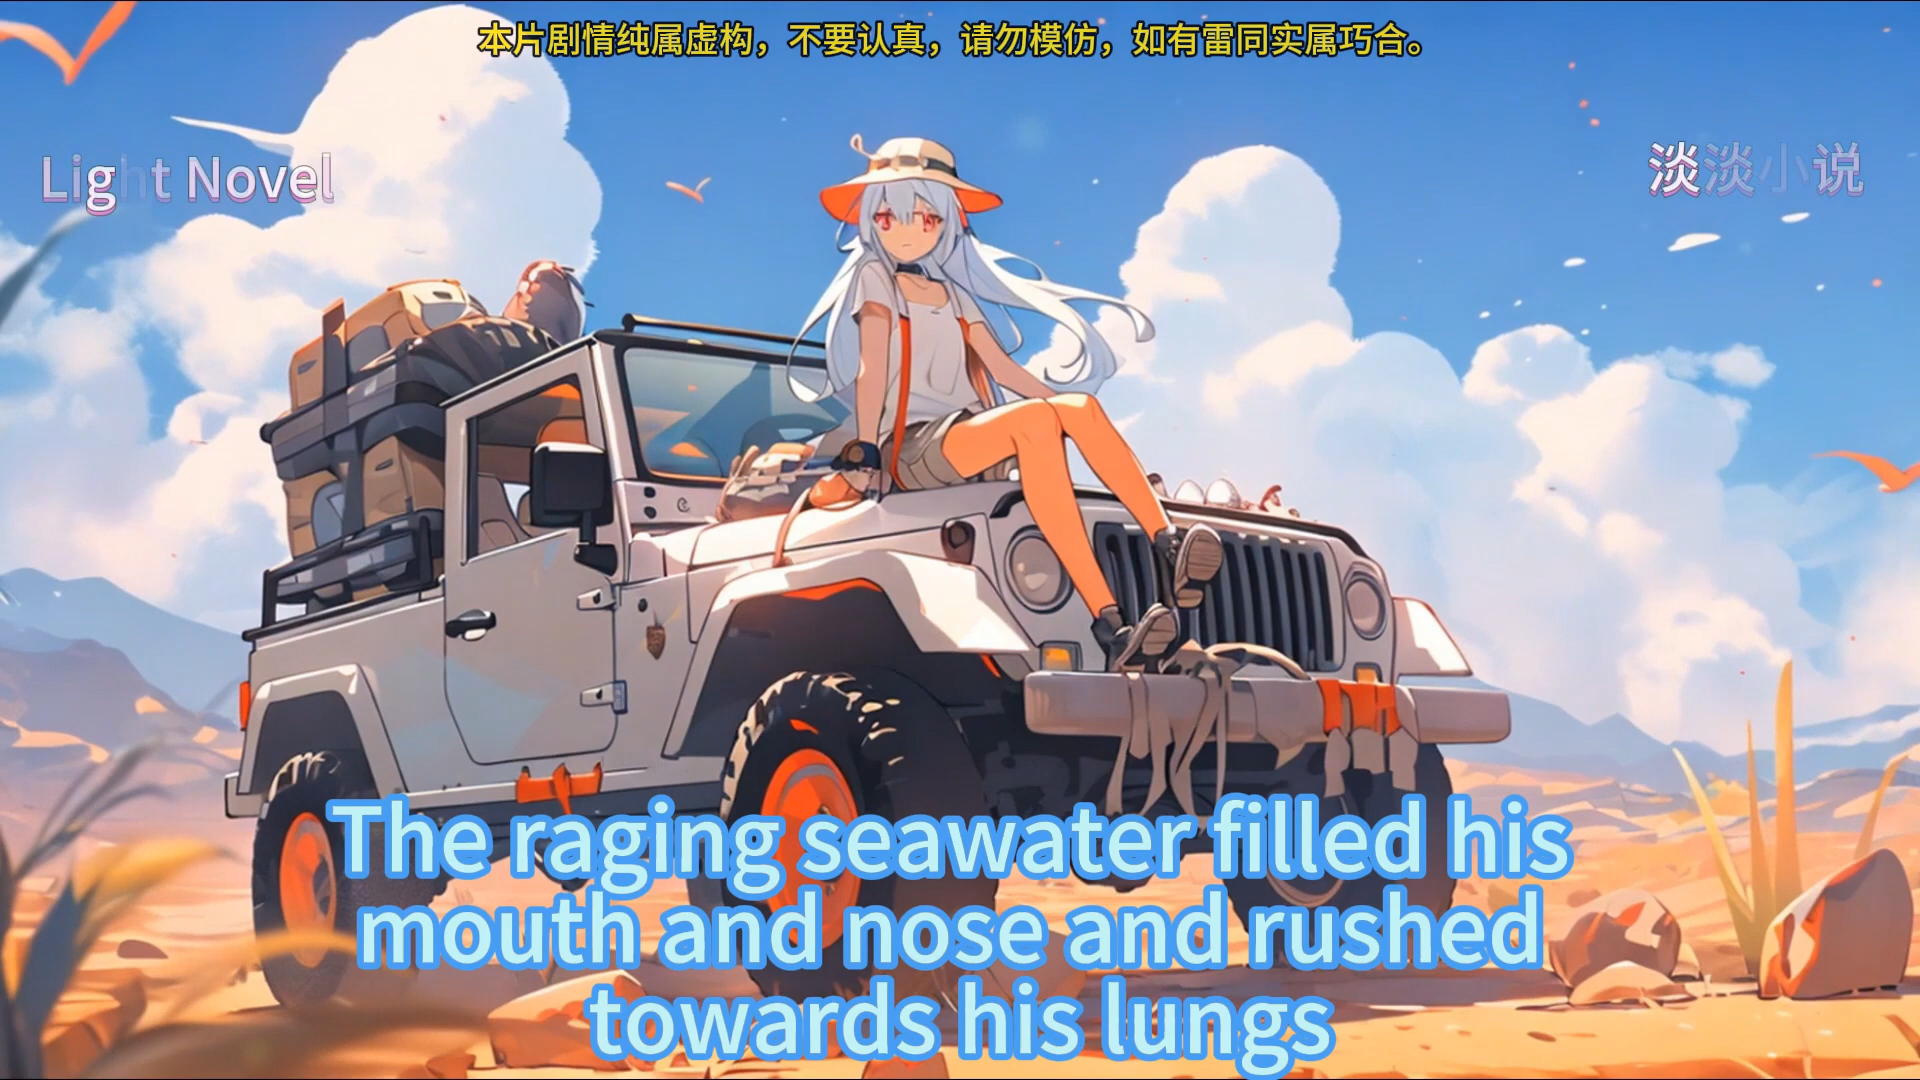 本片剧情纯属虚构，不要认真，请勿模仿，如有雷同实属巧合。
Light Novel
淡淡小说
The raging seawater filled his
mouth and nose and rushed
towards his lungs